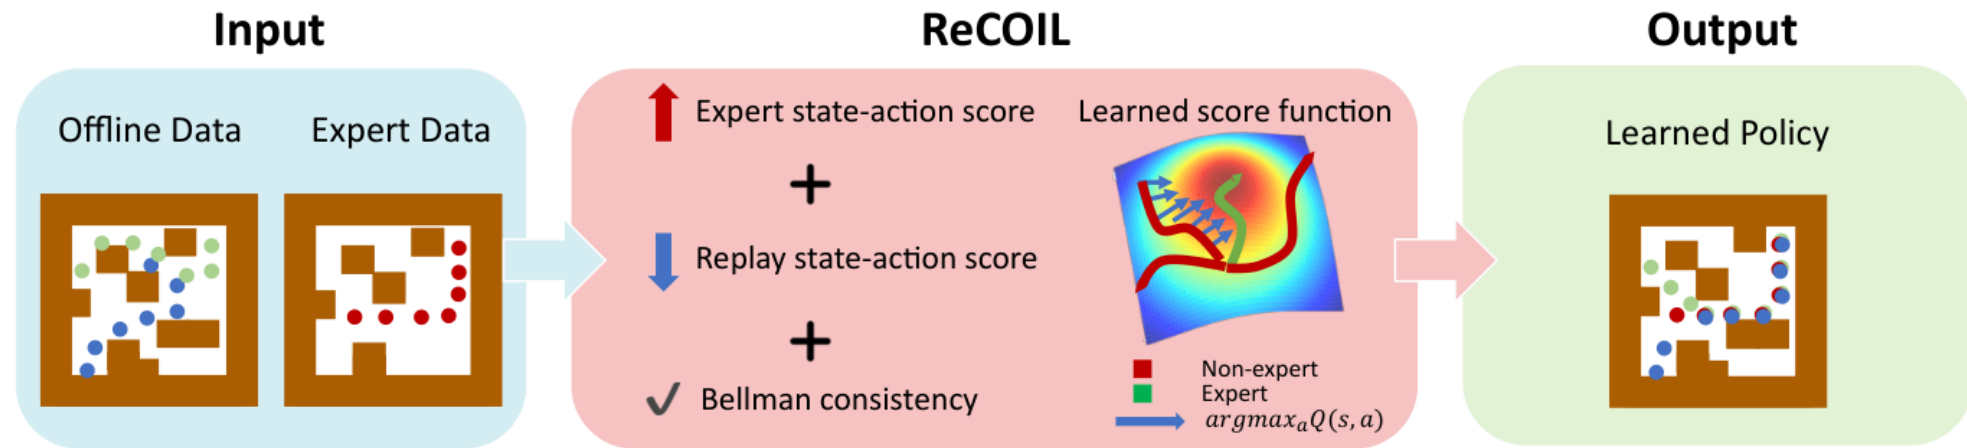 Input
Offline Data
Expert Data
ReCOIL
Expert state-action score
+
Replay state-action score
+
✓ Bellman consistency
Learned score function
Non-expert
Expert
argmaxₐQ(s, a)
Output
Learned Policy